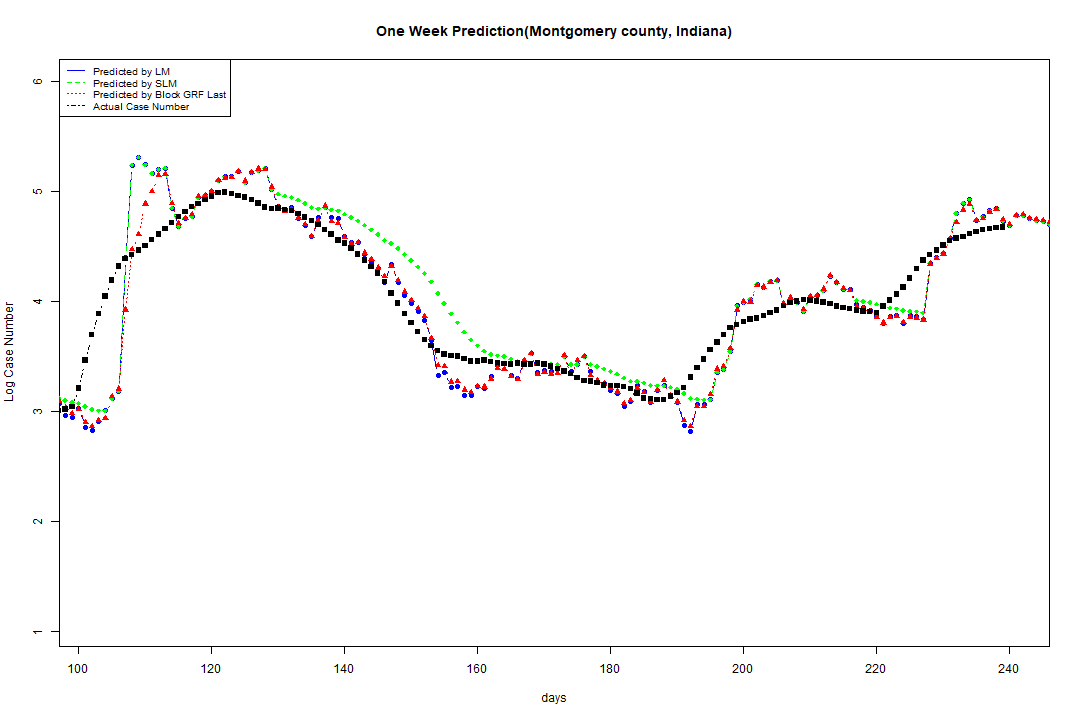 One Week Prediction(Montgomery county, Indiana)
Predicted by LM
Predicted by SLM
Predicted by Block GRF Last
Actual Case Number
Log Case Number
6
5
4
3
2
1
100 120 140 160 180 200 220 240
days